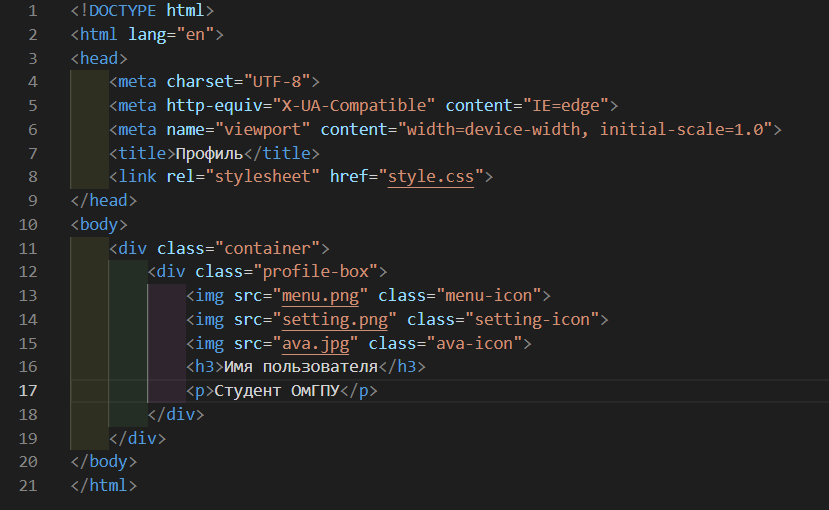 1 <!DOCTYPE html>
2 <html lang="en">
3 <head>
4     <meta charset="UTF-8">
5     <meta http-equiv="X-UA-Compatible" content="IE=edge">
6     <meta name="viewport" content="width=device-width, initial-scale=1.0">
7     <title>Профиль</title>
8     <link rel="stylesheet" href="style.css">
9 </head>
10 <body>
11     <div class="container">
12         <div class="profile-box">
13             <img src="menu.png" class="menu-icon">
14             <img src="setting.png" class="setting-icon">
15             <img src="ava.jpg" class="ava-icon">
16             <h3>Имя пользователя</h3>
17             <p>Студент ОмГПУ</p>
18         </div>
19     </div>
20 </body>
21 </html>